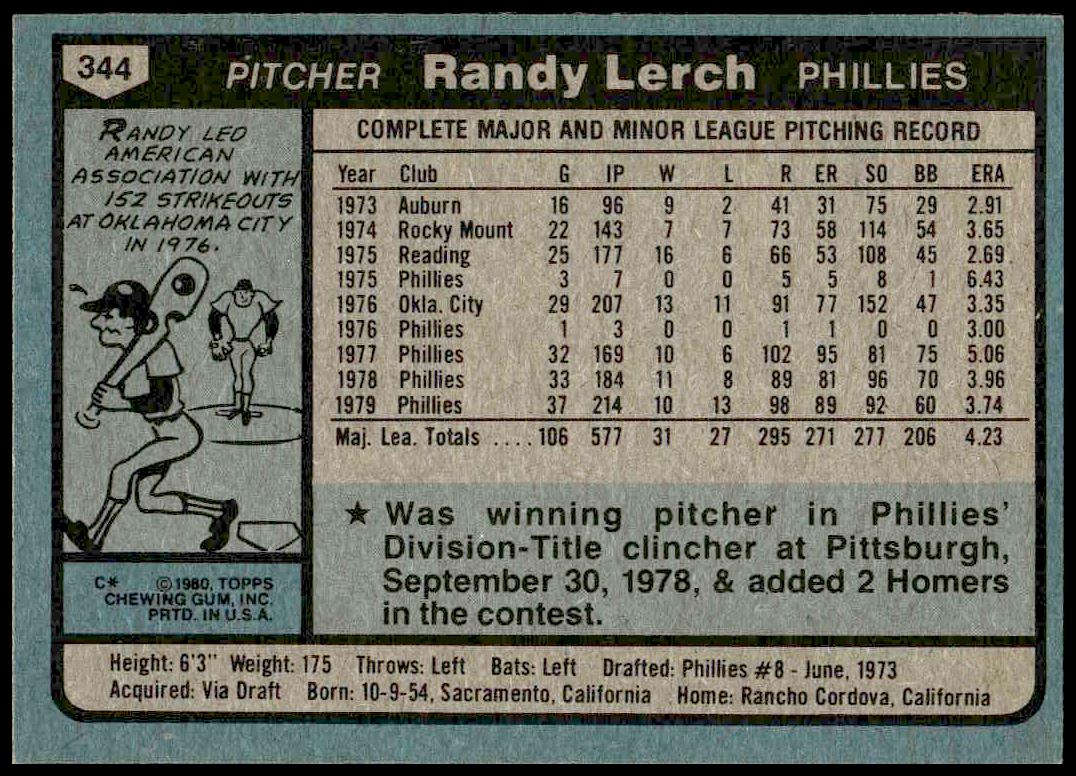 344 PITCHER Randy Lerch PHILLIES
RANDY LED
AMERICAN
ASSOCIATION WITH
152 STRIKEOUTS
AT OKLAHOMA CITY
IN 1976.
COMPLETE MAJOR AND MINOR LEAGUE PITCHING RECORD
Year Club G IP W L R ER SO BB ERA
1973 Auburn 16 96 9 2 41 31 75 29 2.91
1974 Rocky Mount 22 143 7 7 73 58 114 54 3.65
1975 Reading 25 177 16 6 66 53 108 45 2.69
1975 Phillies 3 7 0 0 5 5 8 1 6.43
1976 Okla. City 29 207 13 11 91 77 152 47 3.35
1976 Phillies 1 3 0 0 1 1 0 0 3.00
1977 Phillies 32 169 10 6 102 95 81 75 5.06
1978 Phillies 33 184 11 8 89 81 96 70 3.96
1979 Phillies 37 214 10 13 98 89 92 60 3.74
Maj. Lea. Totals .... 106 577 31 27 295 271 277 206 4.23
★ Was winning pitcher in Phillies'
Division-Title clincher at Pittsburgh,
September 30, 1978, & added 2 Homers
in the contest.
C* ©1980, TOPPS
CHEWING GUM, INC.
PRTD. IN U.S.A.
Height: 6'3" Weight: 175 Throws: Left Bats: Left Drafted: Phillies #8 - June, 1973
Acquired: Via Draft Born: 10-9-54, Sacramento, California Home: Rancho Cordova, California